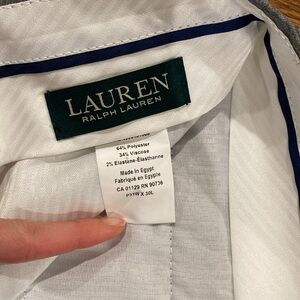 LAUREN
RALPH LAUREN
64% Polyester
34% Viscose
2% Elastane-Élasthanne
Made in Egypt
Fabriqué en Égypte
CA 01129 RN 90736
X 30L